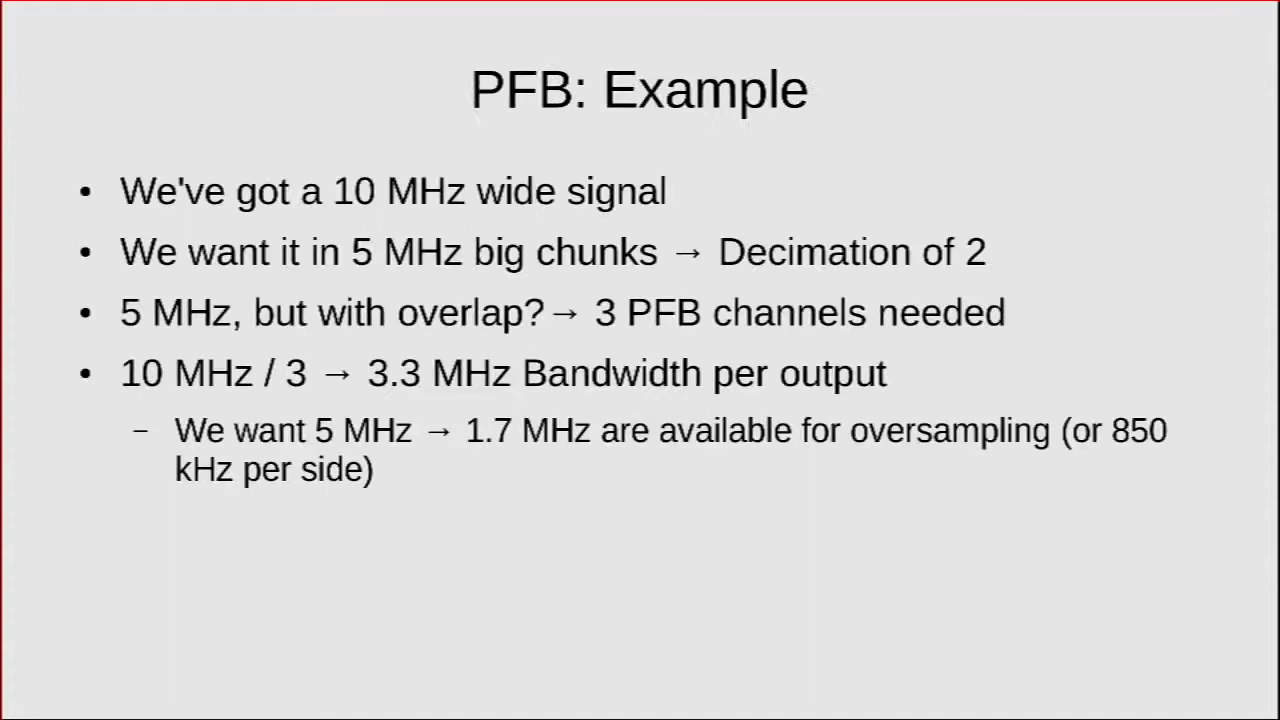 PFB: Example
• We've got a 10 MHz wide signal
• We want it in 5 MHz big chunks → Decimation of 2
• 5 MHz, but with overlap?→ 3 PFB channels needed
• 10 MHz / 3 → 3.3 MHz Bandwidth per output
– We want 5 MHz → 1.7 MHz are available for oversampling (or 850
kHz per side)